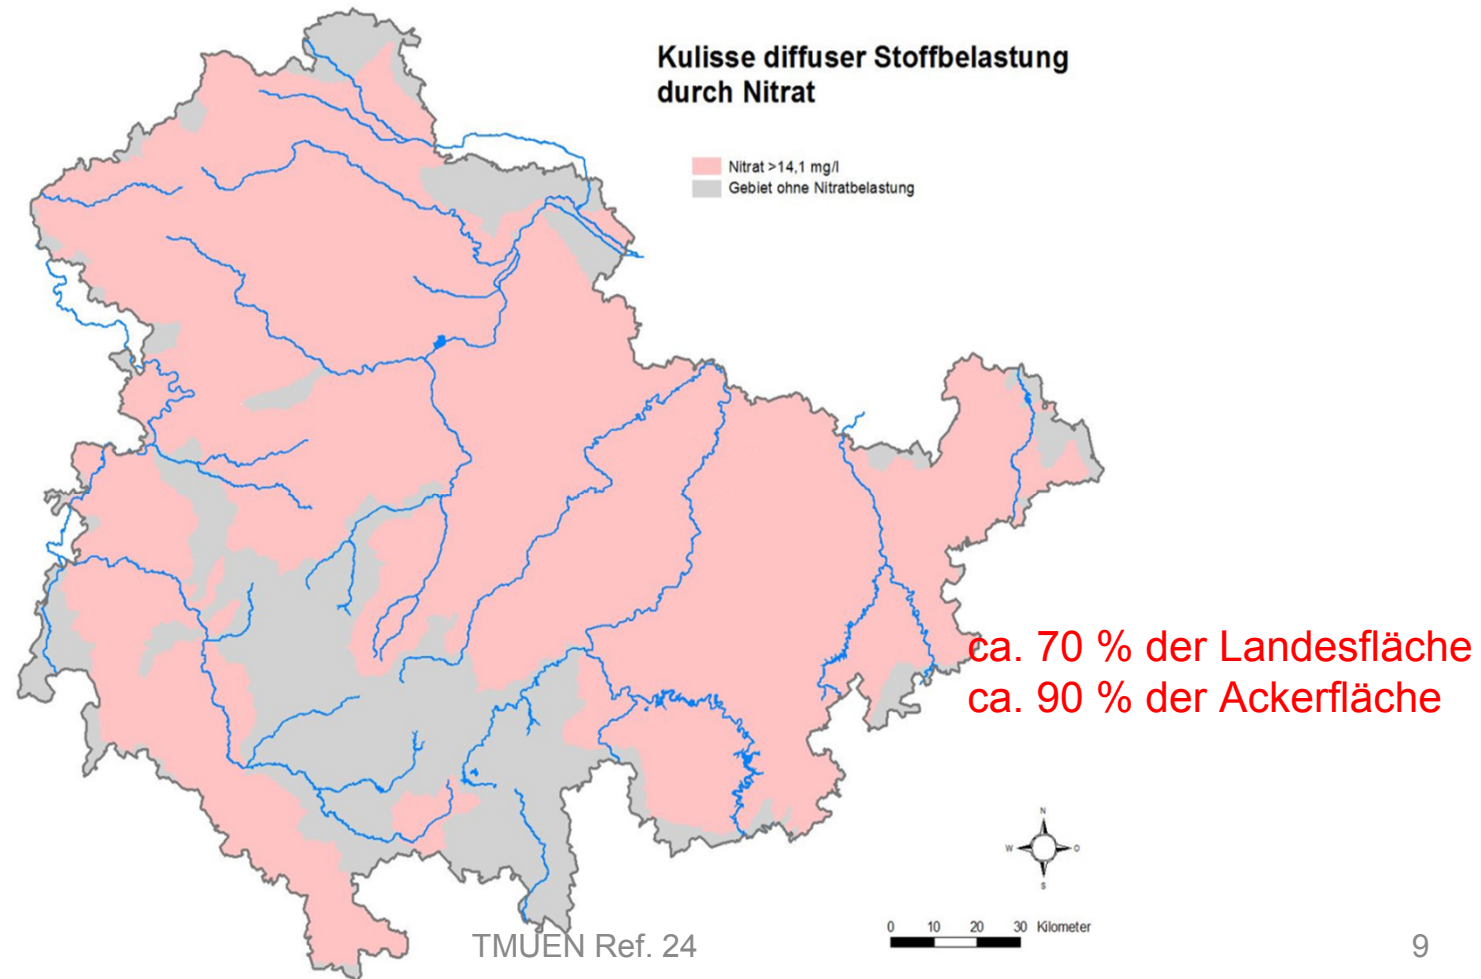 Kulisse diffuser Stoffbelastung
durch Nitrat
Nitrat >14,1 mg/l
Gebiet ohne Nitratbelastung
ca. 70 % der Landesfläche
ca. 90 % der Ackerfläche
N
W O
S
0 10 20 30 Kilometer
TMUEN Ref. 24
9